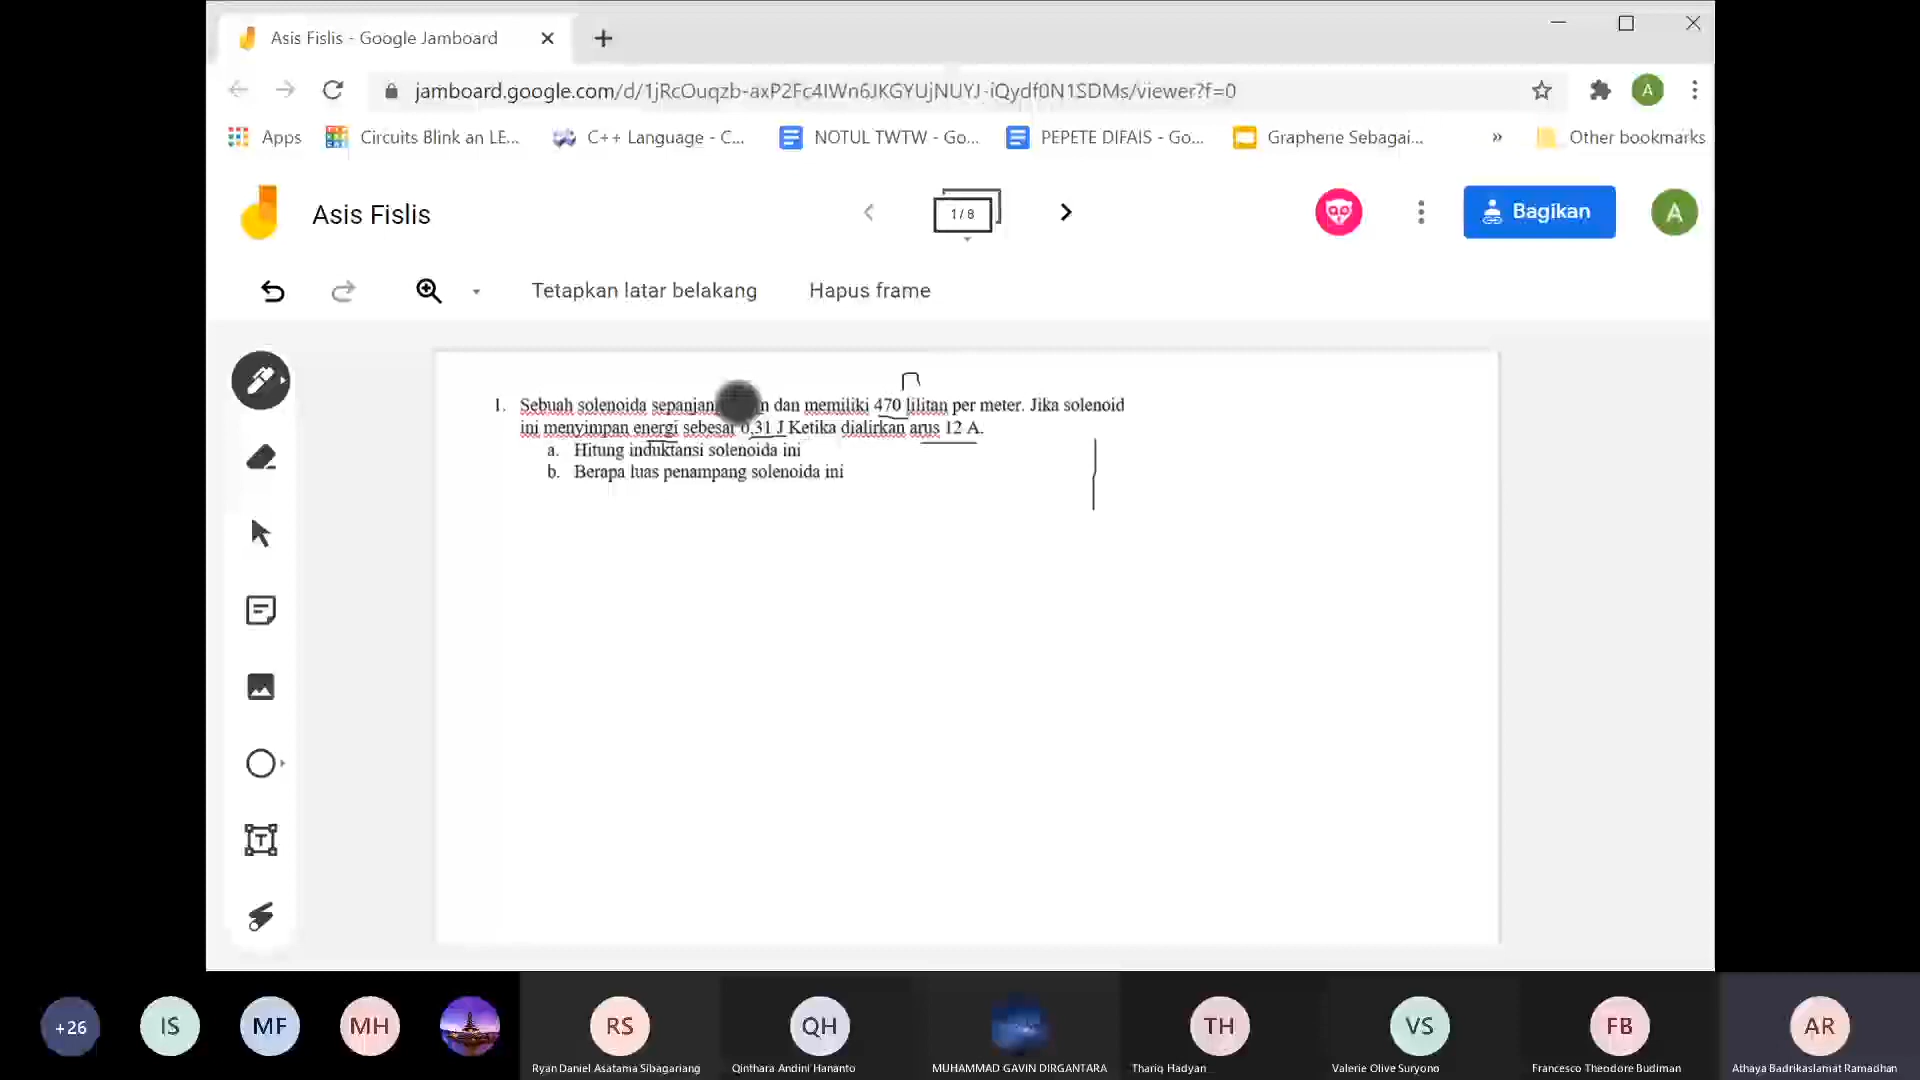 Asis Fislis - Google Jamboard
jamboard.google.com/d/1jRcOuqzb-axP2Fc4IWn6JKGYUjNUYJ-iQydf0N1SDMs/viewer?f=0
A
Apps
Circuits Blink an LE...
C++ Language - C...
NOTUL TWTW - Go...
PEPETE DIFAIS - Go...
Graphene Sebagai...
»
Other bookmarks
Asis Fislis
1 / 8
Bagikan
A
Tetapkan latar belakang
Hapus frame
1. Sebuah solenoida dan memiliki 470 lilitan per meter. Jika solenoid
ini menyimpan energi sebesar 0,31 J Ketika dialirkan arus 12 A.
a. Hitung induktansi solenoida ini
b. Berapa luas penampang solenoida ini
+26
IS
MF
MH
RS
QH
TH
VS
FB
AR
Ryan Daniel Asatama Sibagariang
Qinthara Andini Hananto
MUHAMMAD GAVIN DIRGANTARA
Thariq Hadyan
Valerie Olive Suryono
Francesco Theodore Budiman
Athaya Badrikaslamat Ramadhan